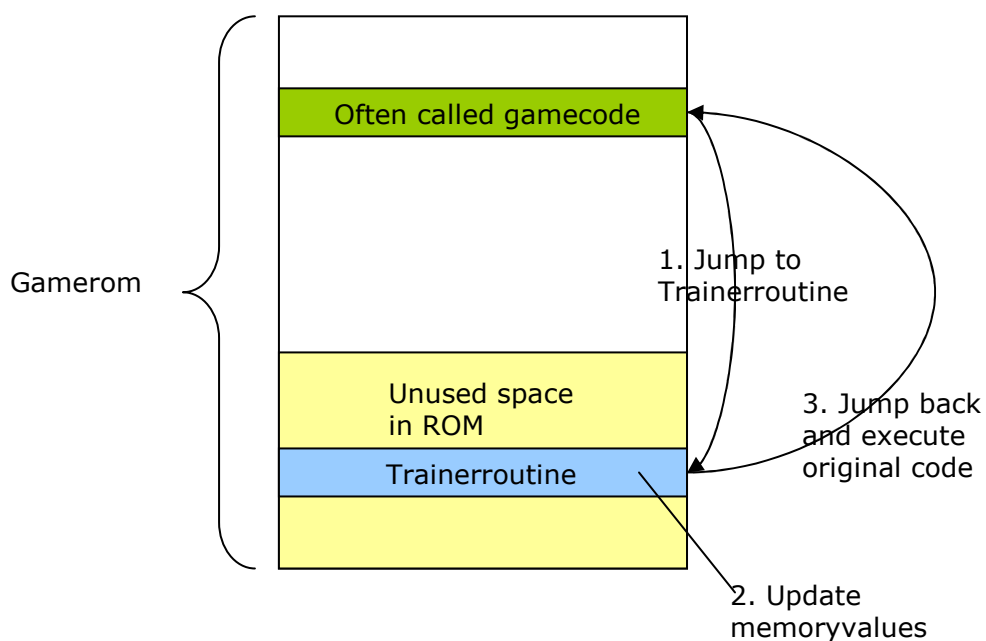 Often called gamecode
1. Jump to
Trainerroutine
Gamerom
Unused space
in ROM
3. Jump back
and execute
original code
Trainerroutine
2. Update
memoryvalues